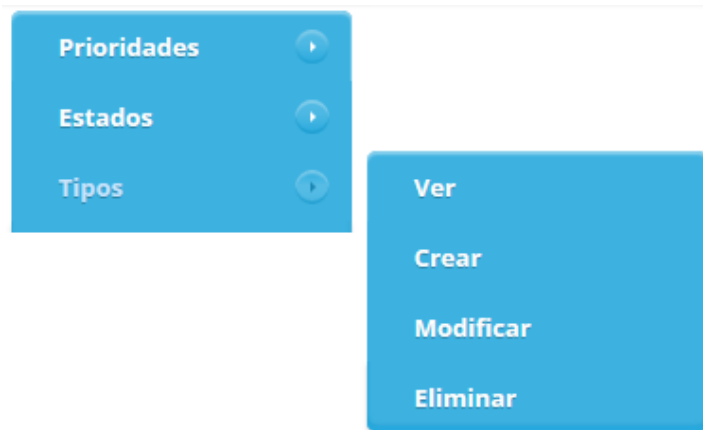 Prioridades
Estados
Tipos
Ver
Crear
Modificar
Eliminar